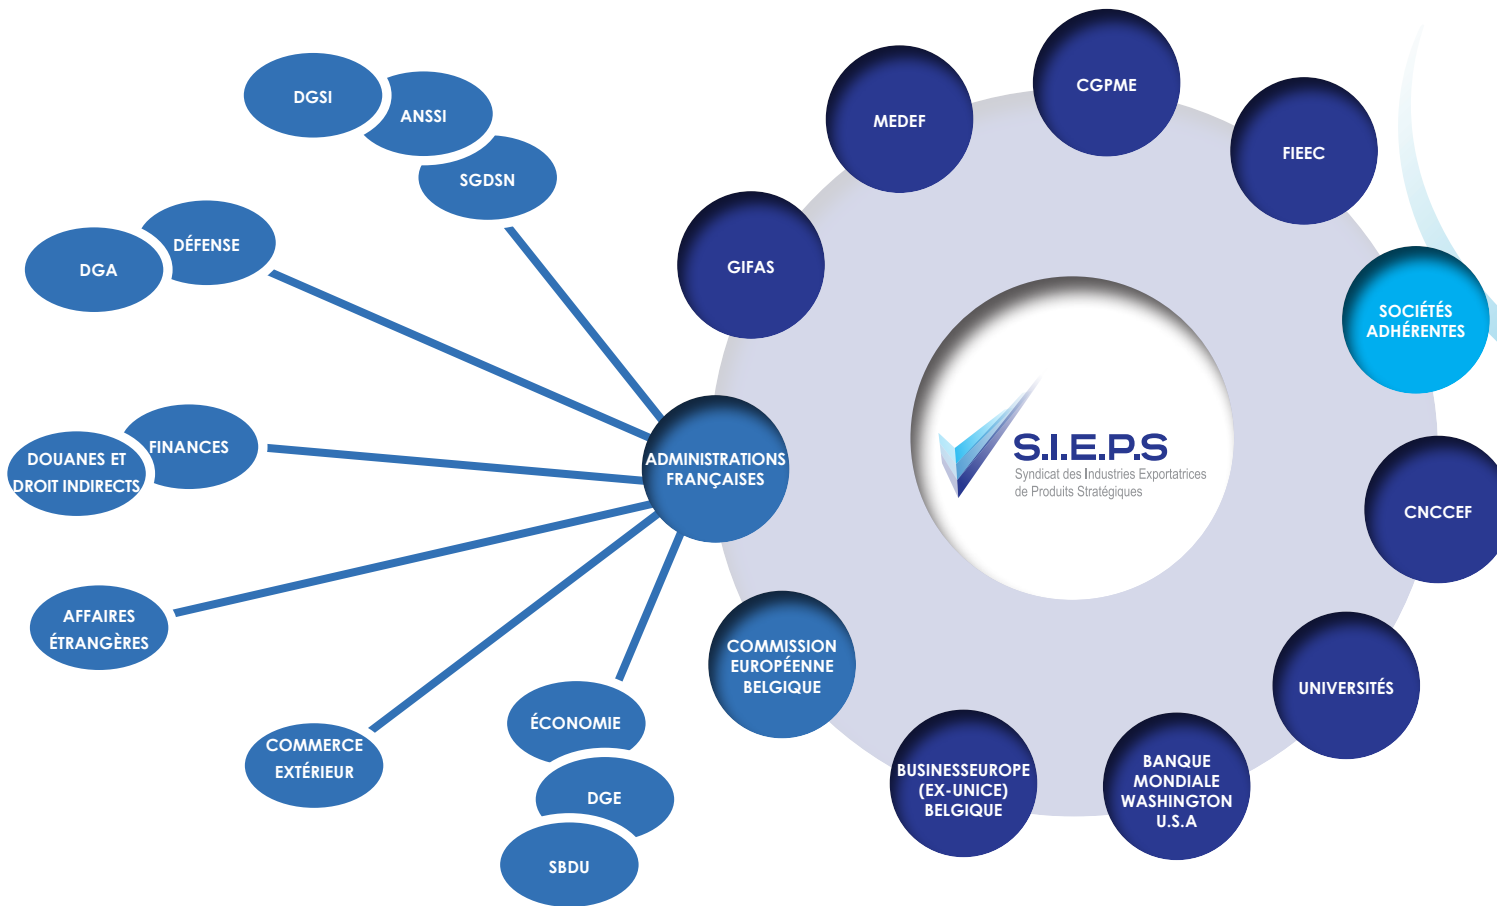 DGSI
ANSSI
SGDSN
DÉFENSE
DGA
FINANCES
DOUANES ET
DROIT INDIRECTS
AFFAIRES
ÉTRANGÈRES
COMMERCE
EXTÉRIEUR
ÉCONOMIE
DGE
SBDU
ADMINISTRATIONS
FRANÇAISES
GIFAS
MEDEF
CGPME
FIEEC
SOCIÉTÉS
ADHÉRENTES
CNCCEF
UNIVERSITÉS
BANQUE
MONDIALE
WASHINGTON
U.S.A
BUSINESSEUROPE
(EX-UNICE)
BELGIQUE
COMMISSION
EUROPÉENNE
BELGIQUE
S.I.E.P.S
Syndicat des Industries Exportatrices
de Produits Stratégiques